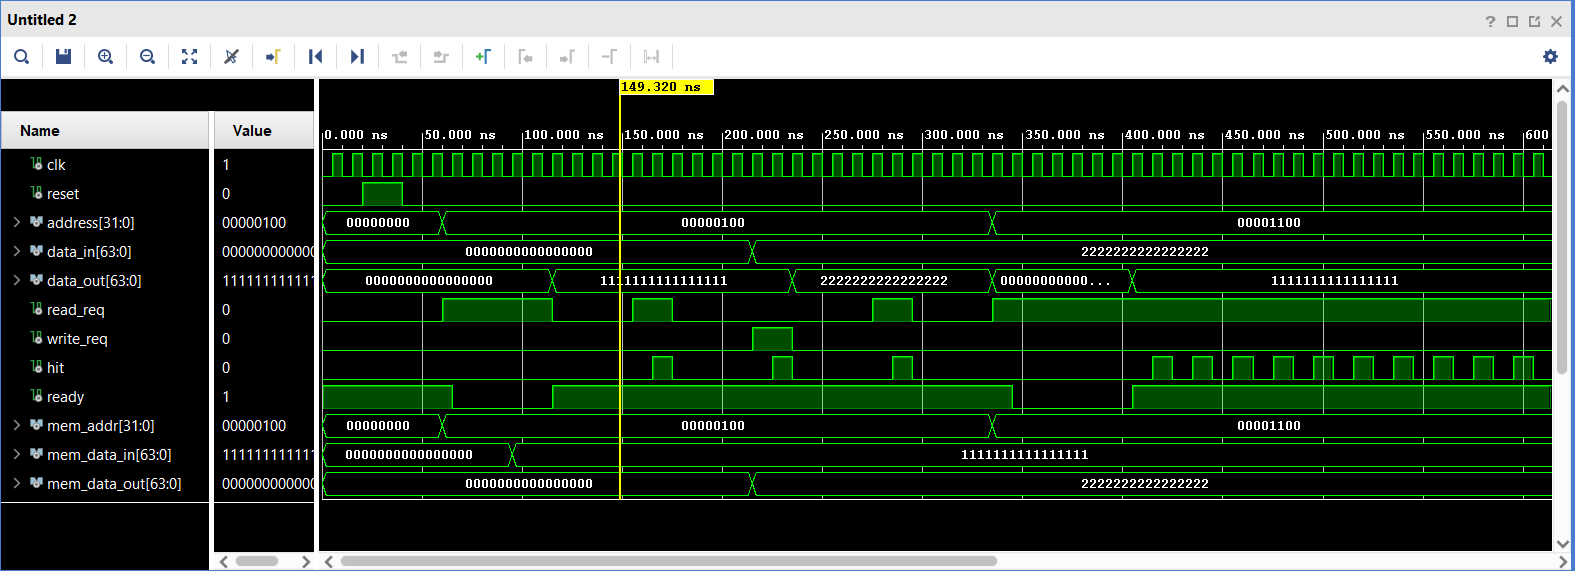 Untitled 2
?
149.320 ns
Name Value
0.000 ns 50.000 ns 100.000 ns 150.000 ns 200.000 ns 250.000 ns 300.000 ns 350.000 ns 400.000 ns 450.000 ns 500.000 ns 550.000 ns 600
clk 1
reset 0
address[31:0] 00000100 00000000 00000100 00001100
data_in[63:0] 000000000000 0000000000000000 2222222222222222
data_out[63:0] 111111111111 0000000000000000 1111111111111111 2222222222222222 00000000000... 1111111111111111
read_req 0
write_req 0
hit 0
ready 1
mem_addr[31:0] 00000100 00000000 00000100 00001100
mem_data_in[63:0] 111111111111 0000000000000000 1111111111111111
mem_data_out[63:0] 000000000000 0000000000000000 2222222222222222